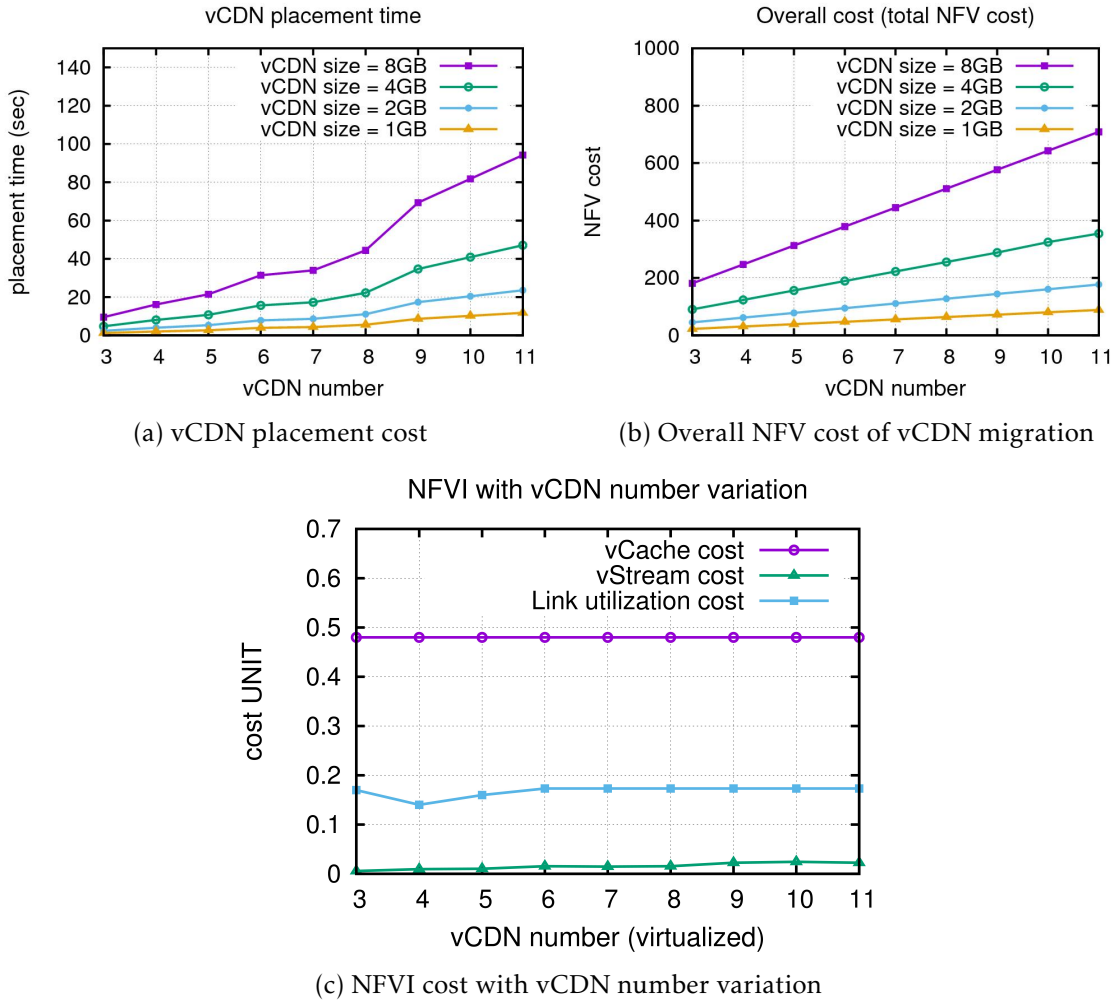 vCDN placement time
placement time (sec)
140
120
100
80
60
40
20
0
vCDN size = 8GB
vCDN size = 4GB
vCDN size = 2GB
vCDN size = 1GB
3 4 5 6 7 8 9 10 11
vCDN number
(a) vCDN placement cost
Overall cost (total NFV cost)
NFV cost
1000
800
600
400
200
0
vCDN size = 8GB
vCDN size = 4GB
vCDN size = 2GB
vCDN size = 1GB
3 4 5 6 7 8 9 10 11
vCDN number
(b) Overall NFV cost of vCDN migration
NFVI with vCDN number variation
cost UNIT
0.7
0.6
0.5
0.4
0.3
0.2
0.1
0
vCache cost
vStream cost
Link utilization cost
3 4 5 6 7 8 9 10 11
vCDN number (virtualized)
(c) NFVI cost with vCDN number variation